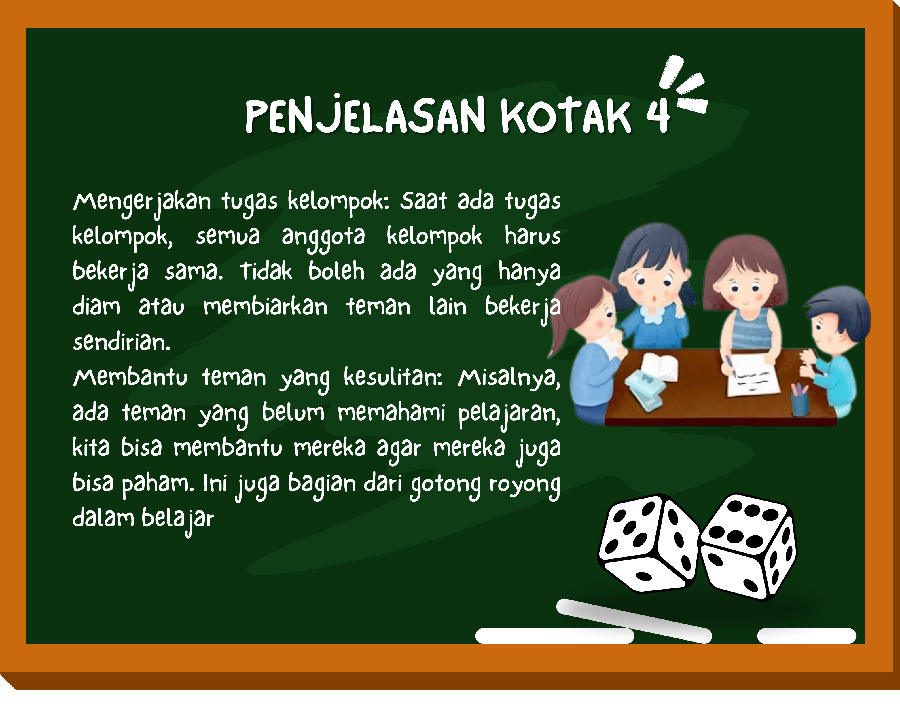 PENJELASAN KOTAK 4
Mengerjakan tugas kelompok: Saat ada tugas
kelompok, semua anggota kelompok harus
bekerja sama. Tidak boleh ada yang hanya
diam atau membiarkan teman lain bekerja
sendirian.
Membantu teman yang kesulitan: Misalnya,
ada teman yang belum memahami pelajaran,
kita bisa membantu mereka agar mereka juga
bisa paham. Ini juga bagian dari gotong royong
dalam belajar